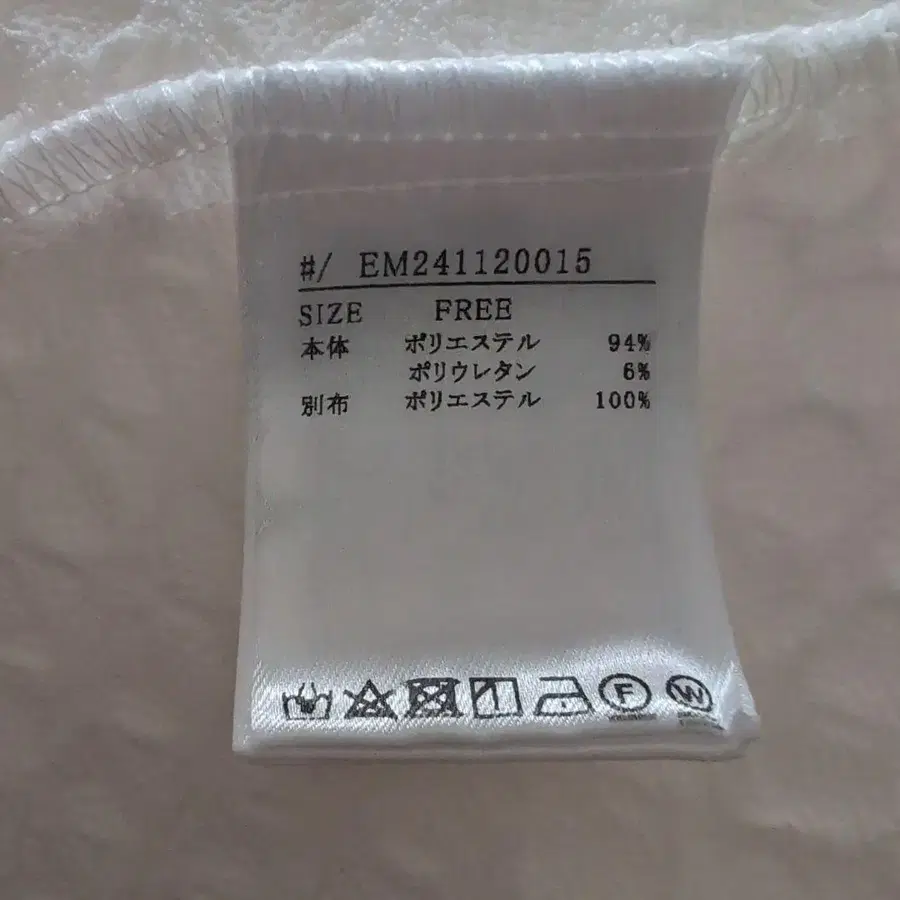 #/ EM241120015
SIZE FREE
本体 ポリエステル 94%
ポリウレタン 6%
別布 ポリエステル 100%
F W